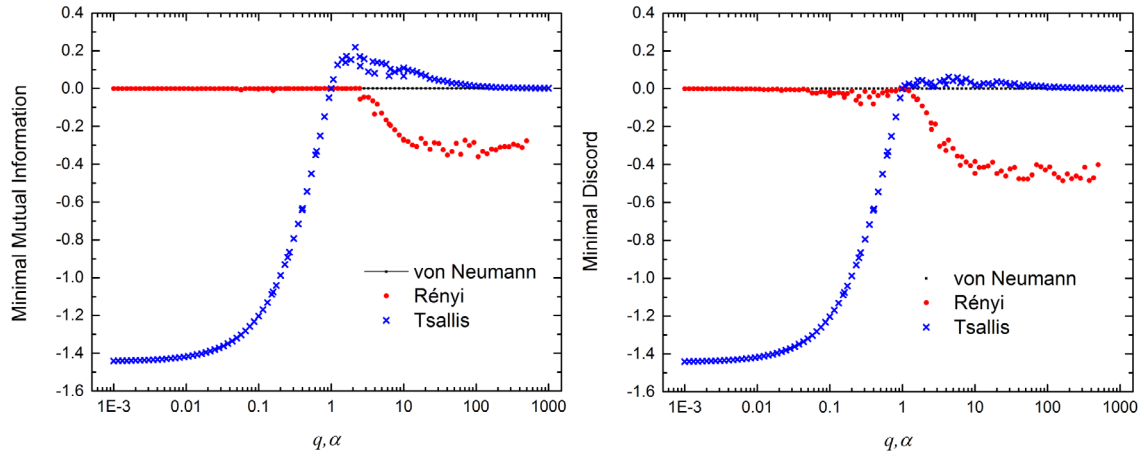 Minimal Mutual Information
0.4
0.2
0.0
-0.2
-0.4
-0.6
-0.8
-1.0
-1.2
-1.4
-1.6
1E-3 0.01 0.1 1 10 100 1000
q,α
von Neumann
Rényi
Tsallis
Minimal Discord
0.4
0.2
0.0
-0.2
-0.4
-0.6
-0.8
-1.0
-1.2
-1.4
-1.6
1E-3 0.01 0.1 1 10 100 1000
q,α
von Neumann
Rényi
Tsallis